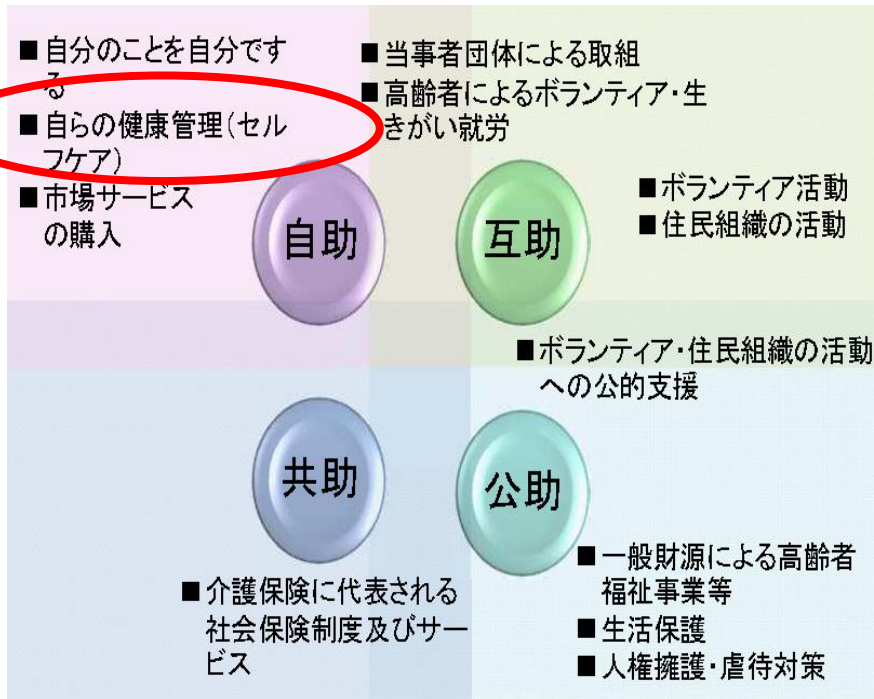 ■自分のことを自分です
る
■自らの健康管理(セル
フケア)
■市場サービス
の購入
■当事者団体による取組
■高齢者によるボランティア・生
きがい就労
■ボランティア活動
■住民組織の活動
自助
互助
■ボランティア・住民組織の活動
への公的支援
共助
公助
■介護保険に代表される
社会保険制度及びサー
ビス
■一般財源による高齢者
福祉事業等
■生活保護
■人権擁護・虐待対策